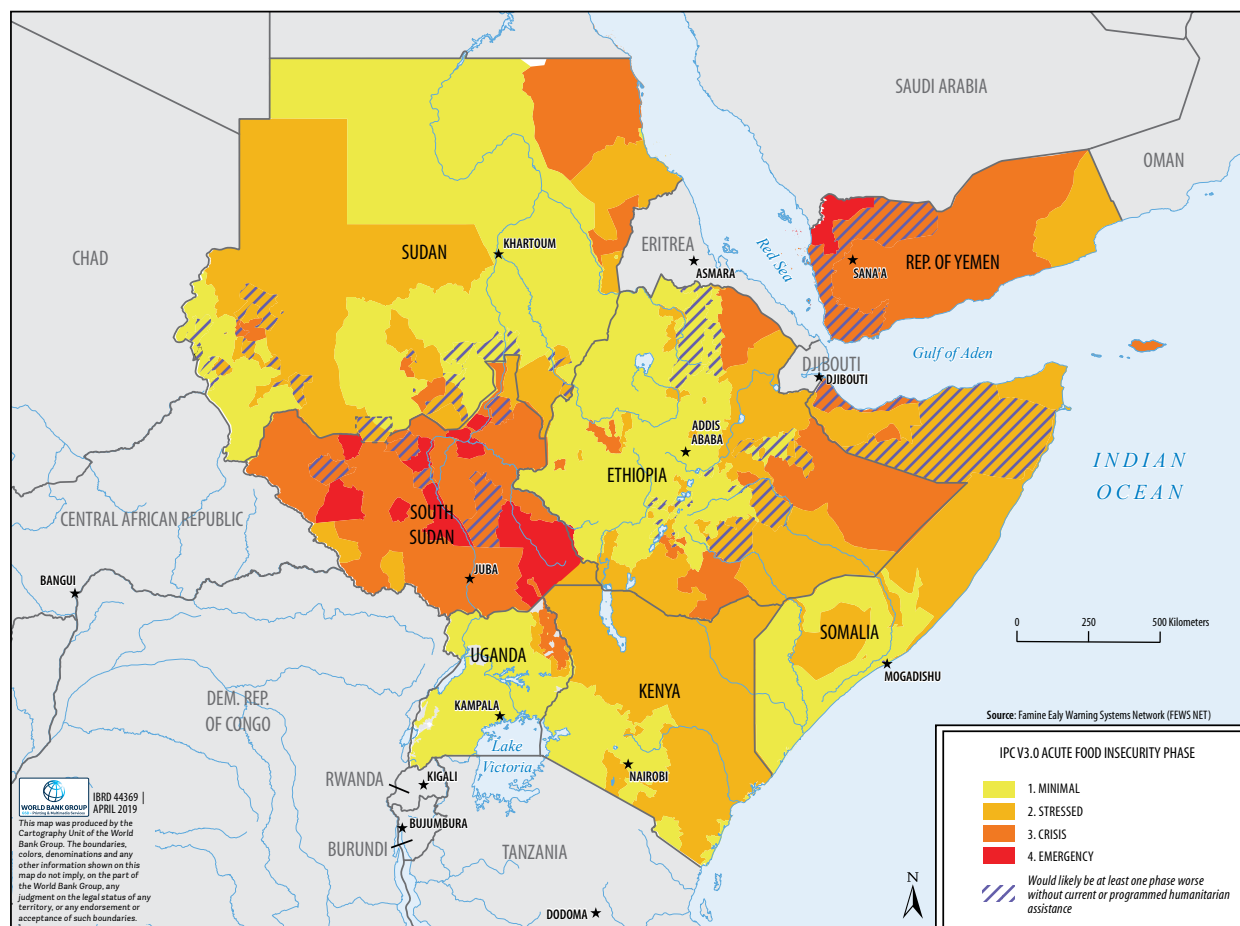 SAUDI ARABIA
OMAN
CHAD
SUDAN
KHARTOUM
ERITREA
ASMARA
Red Sea
SANA'A
REP. OF YEMEN
Gulf of Aden
DJIBOUTI
DJIBOUTI
ADDIS
ABABA
ETHIOPIA
INDIAN
OCEAN
CENTRAL AFRICAN REPUBLIC
SOUTH
SUDAN
BANGUI
JUBA
0 250 500 Kilometers
SOMALIA
UGANDA
MOGADISHU
KENYA
DEM. REP.
OF CONGO
KAMPALA
Lake
Victoria
NAIROBI
RWANDA
KIGALI
BUJUMBURA
BURUNDI
TANZANIA
DODOMA
N
Source: Famine Ealy Warning Systems Network (FEWS NET)
IPC V3.0 ACUTE FOOD INSECURITY PHASE
1. MINIMAL
2. STRESSED
3. CRISIS
4. EMERGENCY
Would likely be at least one phase worse
without current or programmed humanitarian
assistance
WORLD BANK GROUP
IBRD 44369 |
APRIL 2019
This map was produced by the
Cartography Unit of the World
Bank Group. The boundaries,
colors, denominations and any
other information shown on this
map do not imply, on the part of
the World Bank Group, any
judgment on the legal status of any
territory, or any endorsement or
acceptance of such boundaries.